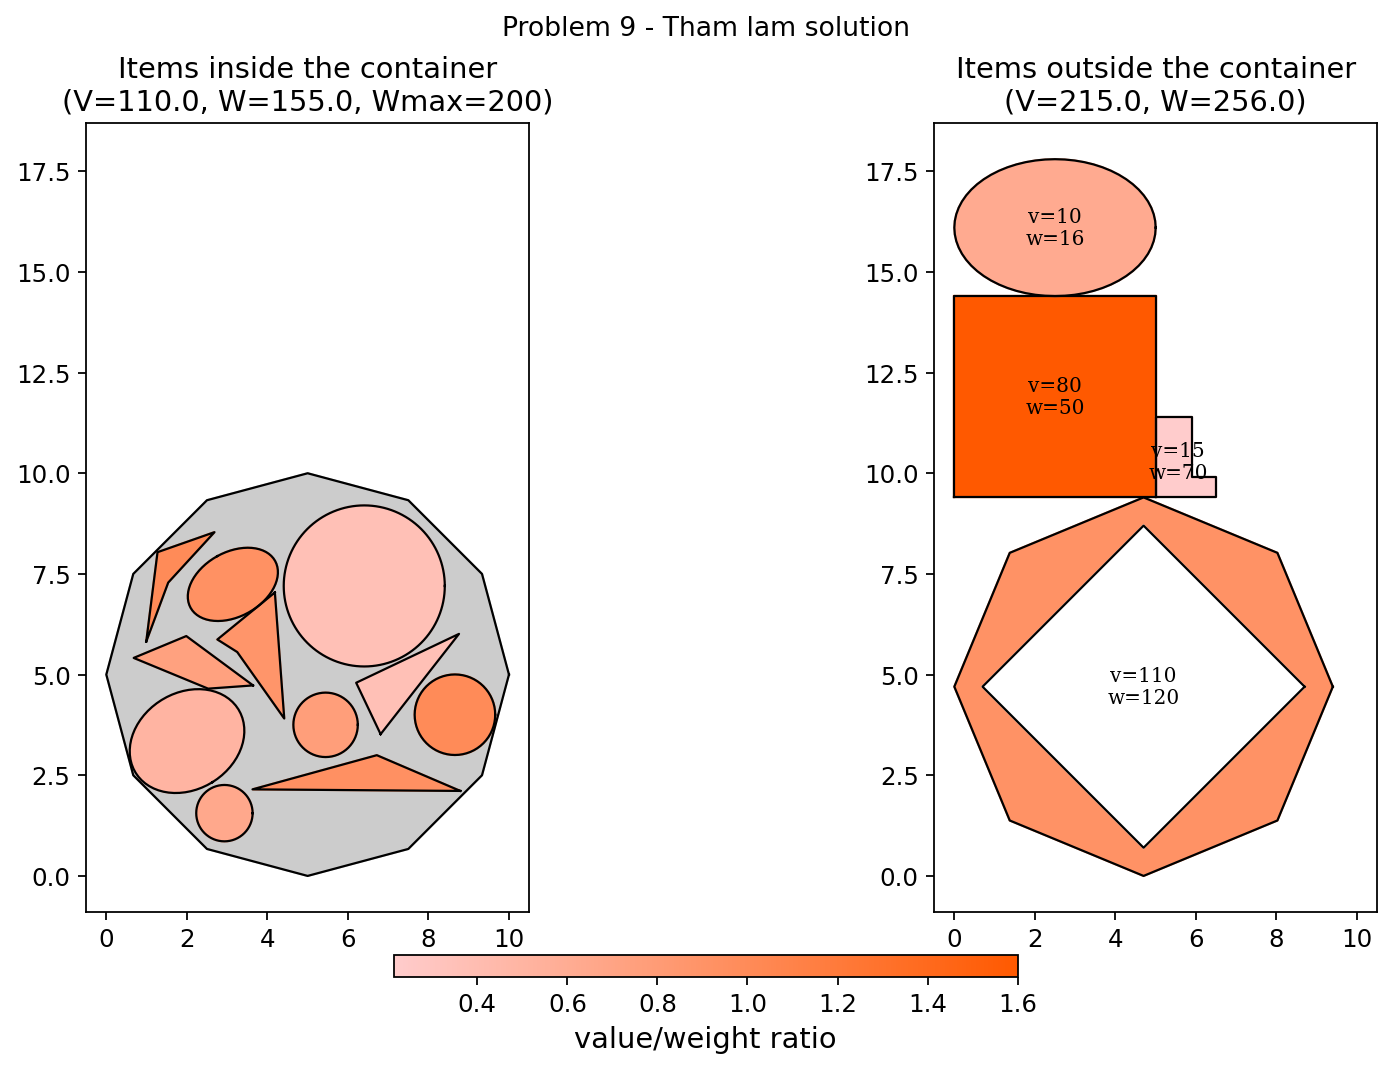 Problem 9 - Tham lam solution
Items inside the container
(V=110.0, W=155.0, Wmax=200)
17.5
15.0
12.5
10.0
7.5
5.0
2.5
0.0
0 2 4 6 8 10
Items outside the container
(V=215.0, W=256.0)
17.5
15.0
12.5
10.0
7.5
5.0
2.5
0.0
v=10
w=16
v=80
w=50
v=15
w=70
v=110
w=120
0 2 4 6 8 10
0.4 0.6 0.8 1.0 1.2 1.4 1.6
value/weight ratio